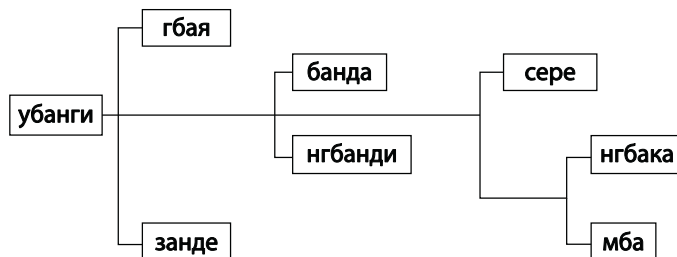 гбая
банда
сере
убанги
нгбанди
нгбака
занде
мба